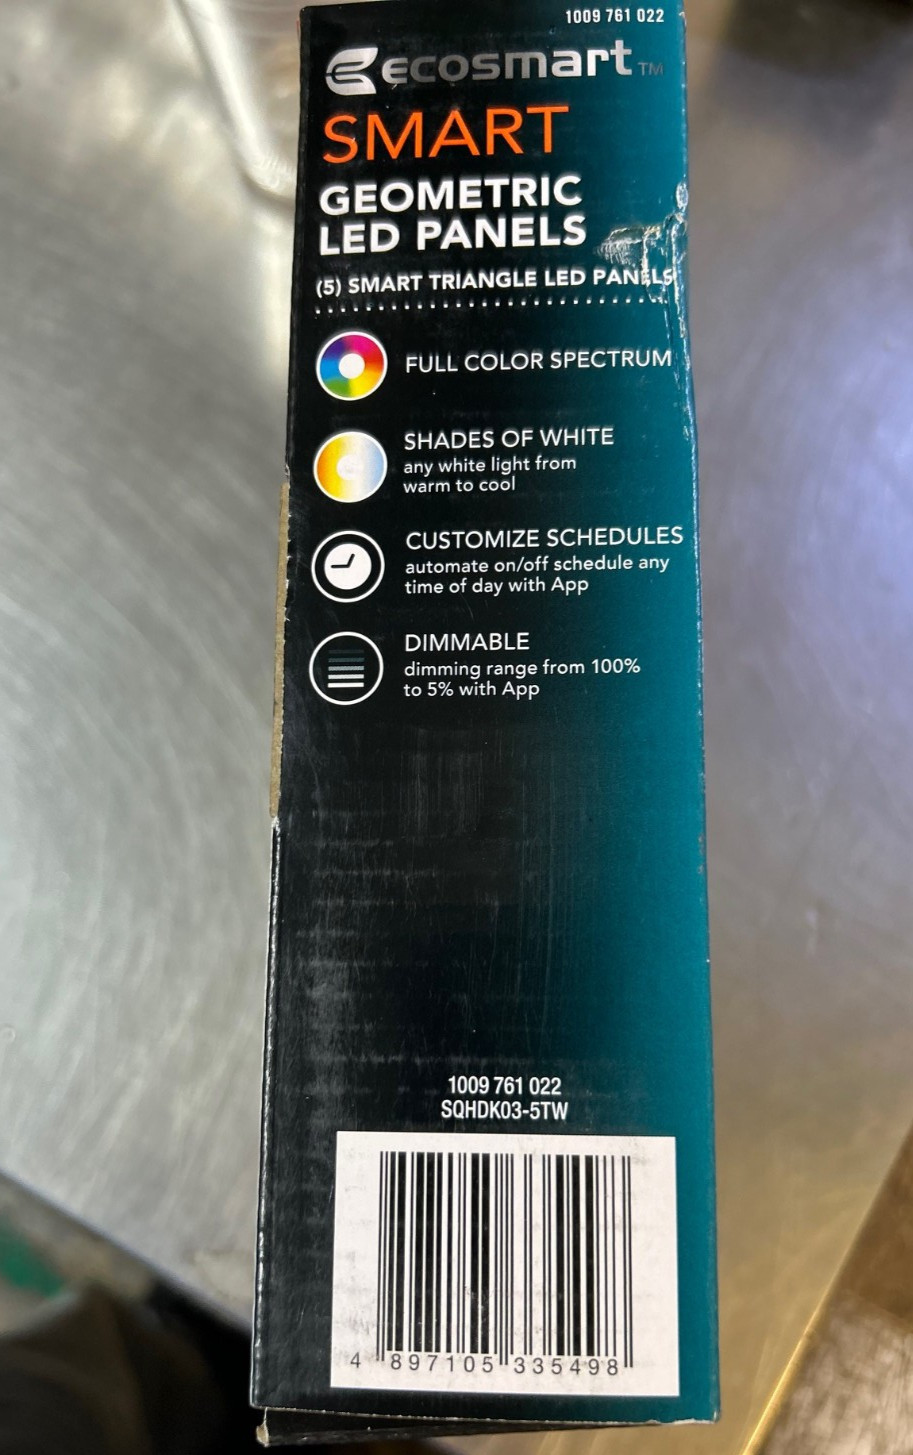 1009 761 022
ecosmart TM
SMART
GEOMETRIC
LED PANELS
(5) SMART TRIANGLE LED PANELS
FULL COLOR SPECTRUM
SHADES OF WHITE
any white light from
warm to cool
CUSTOMIZE SCHEDULES
automate on/off schedule any
time of day with App
DIMMABLE
dimming range from 100%
to 5% with App
1009 761 022
SQHDK03-5TW
4 897105 335498